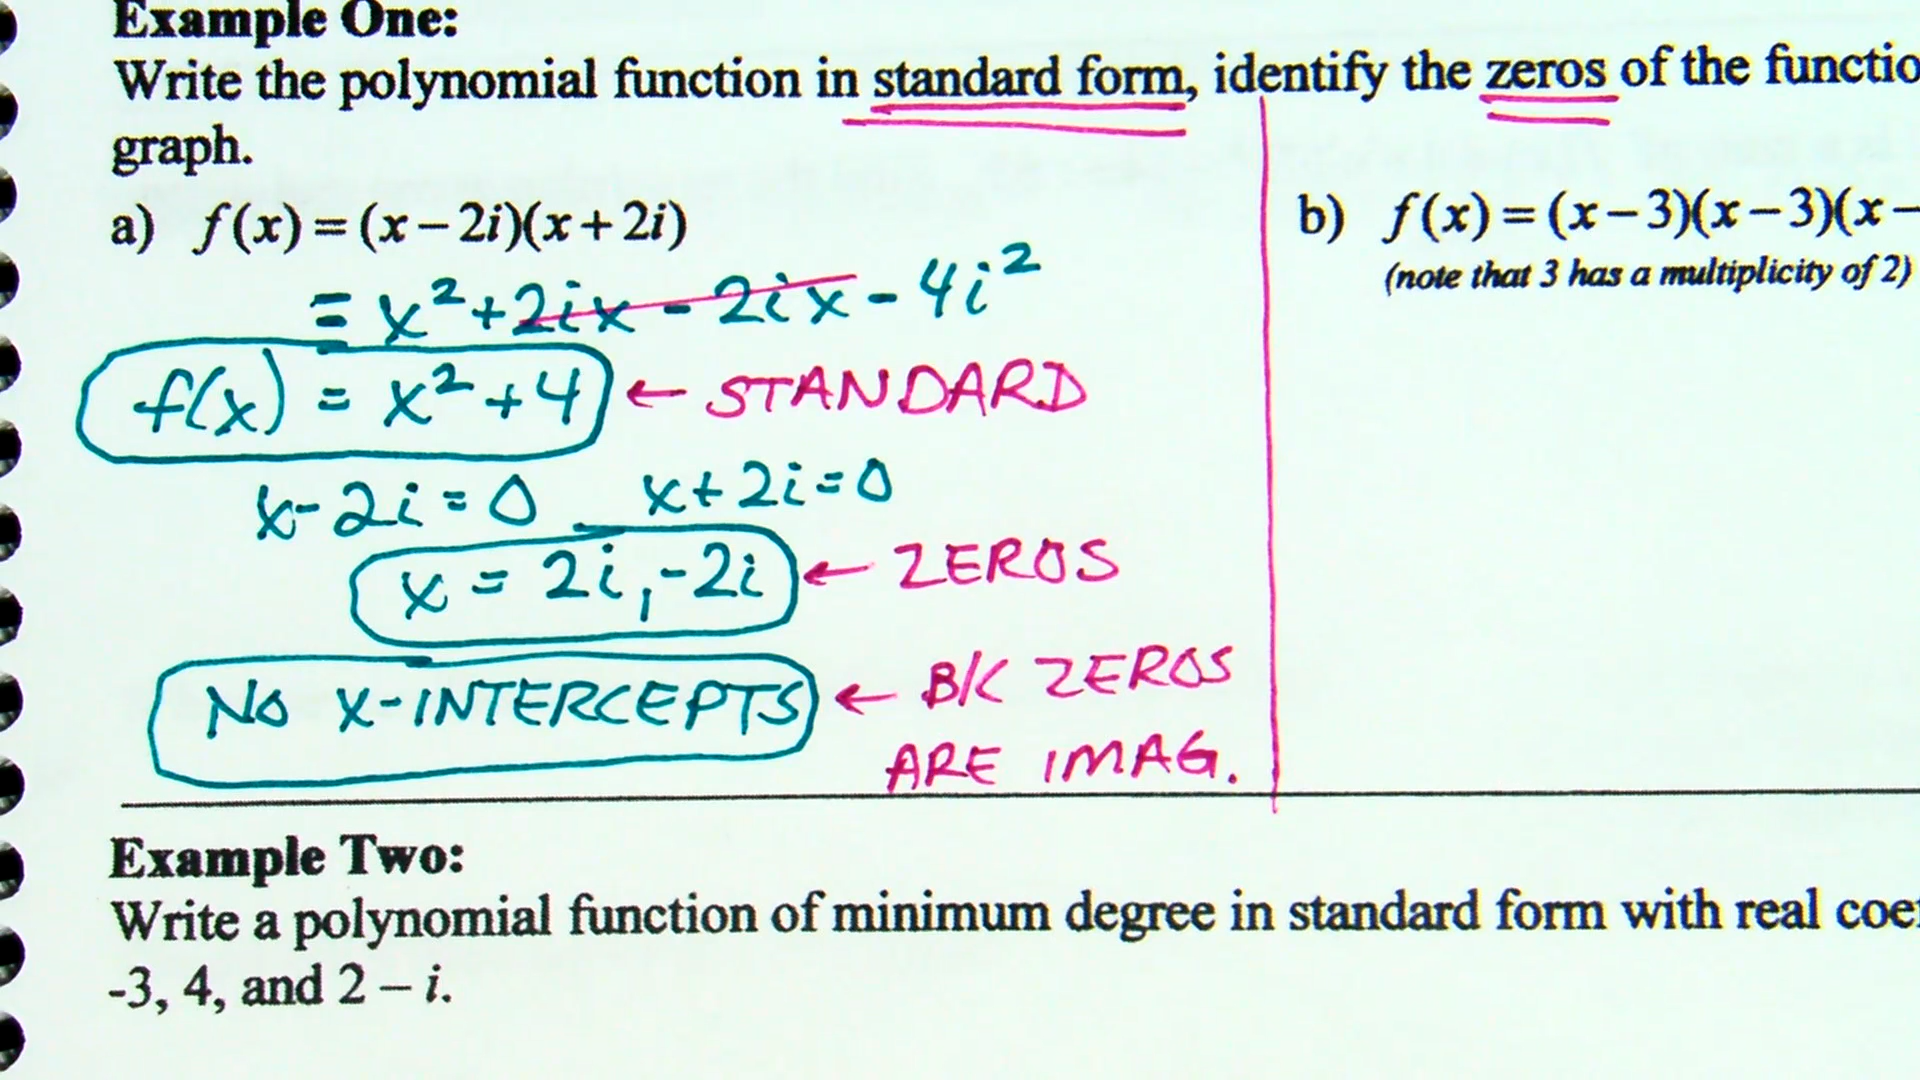 Example One:
Write the polynomial function in standard form, identify the zeros of the functio
graph.
a) f(x) = (x − 2i)(x + 2i)
= x² + 2ix − 2ix − 4i²
f(x) = x² + 4 ← STANDARD
x − 2i = 0 x + 2i = 0
x = 2i, −2i ← ZEROS
NO X-INTERCEPTS ← B/C ZEROS
ARE IMAG.
b) f(x) = (x − 3)(x − 3)(x −
(note that 3 has a multiplicity of 2)
Example Two:
Write a polynomial function of minimum degree in standard form with real coe
-3, 4, and 2 – i.